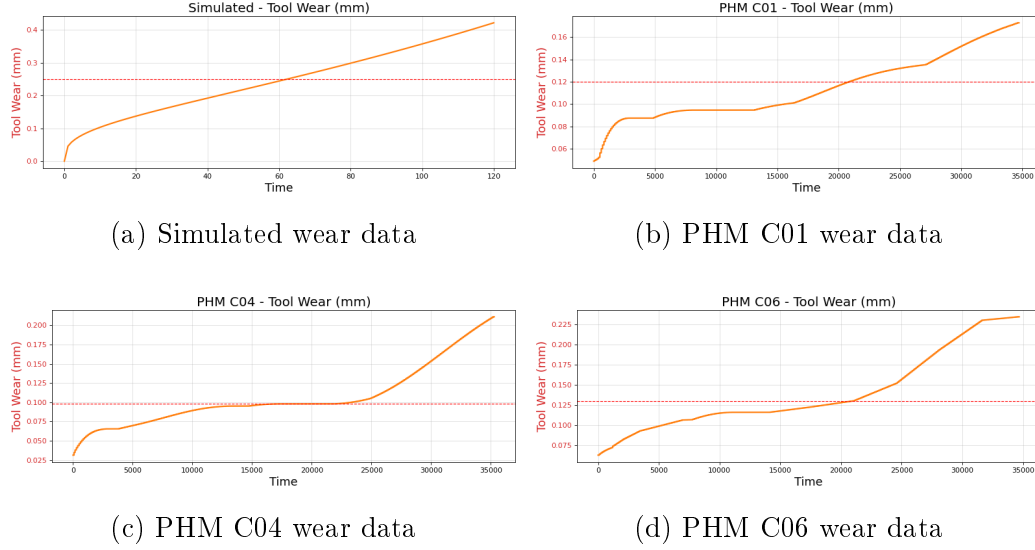 Simulated - Tool Wear (mm)
Tool Wear (mm)
0.4
0.3
0.2
0.1
0.0
0 20 40 60 80 100 120
Time
(a) Simulated wear data
PHM C01 - Tool Wear (mm)
Tool Wear (mm)
0.16
0.14
0.12
0.10
0.08
0.06
0 5000 10000 15000 20000 25000 30000 35000
Time
(b) PHM C01 wear data
PHM C04 - Tool Wear (mm)
Tool Wear (mm)
0.200
0.175
0.150
0.125
0.100
0.075
0.050
0.025
0 5000 10000 15000 20000 25000 30000 35000
Time
(c) PHM C04 wear data
PHM C06 - Tool Wear (mm)
Tool Wear (mm)
0.225
0.200
0.175
0.150
0.125
0.100
0.075
0 5000 10000 15000 20000 25000 30000 35000
Time
(d) PHM C06 wear data